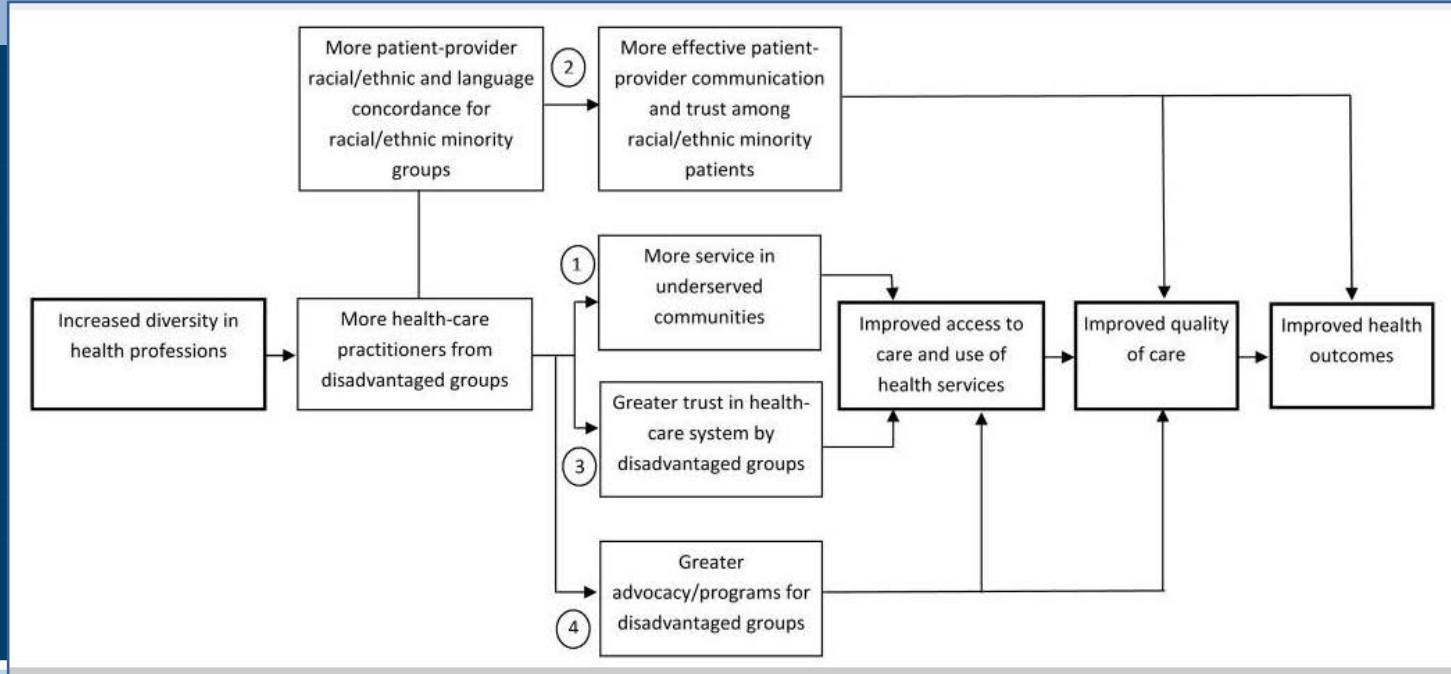 More patient-provider
racial/ethnic and language
concordance for
racial/ethnic minority
groups
2
More effective patient-
provider communication
and trust among
racial/ethnic minority
patients
Increased diversity in
health professions
More health-care
practitioners from
disadvantaged groups
1
More service in
underserved
communities
3
Greater trust in health-
care system by
disadvantaged groups
4
Greater
advocacy/programs for
disadvantaged groups
Improved access to
care and use of
health services
Improved quality
of care
Improved health
outcomes